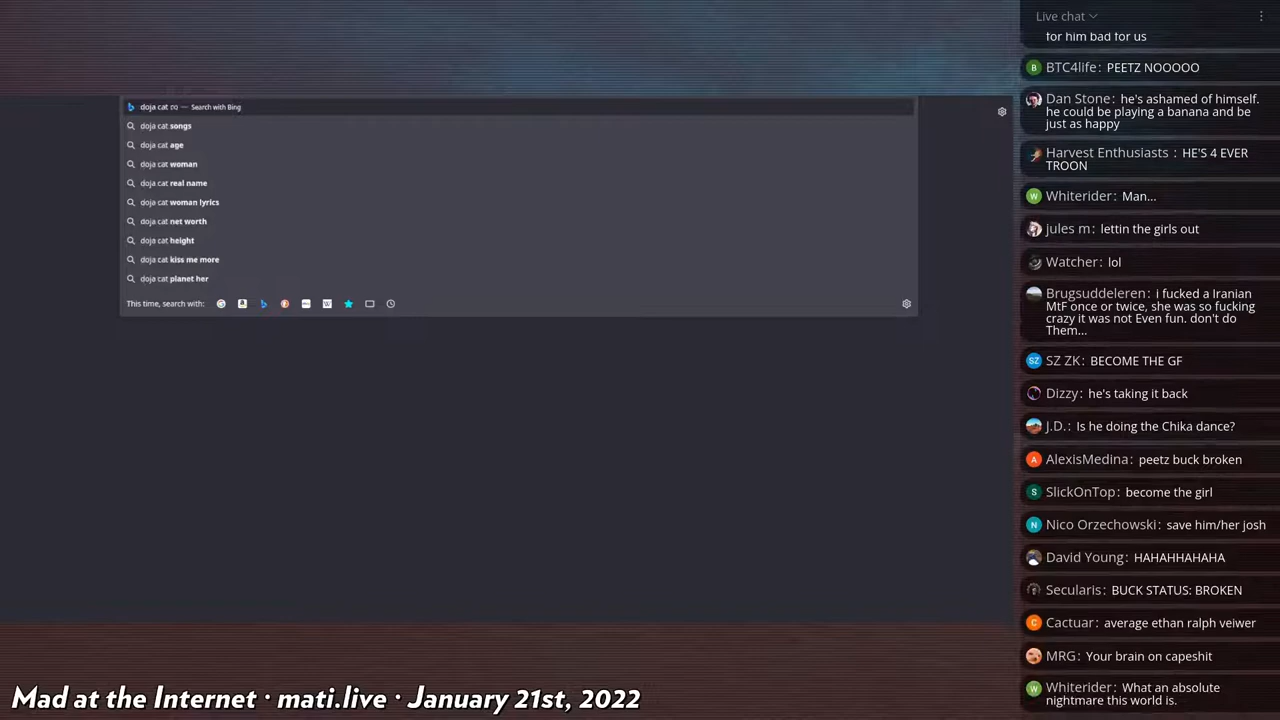 doja cat ro — Search with Bing
doja cat songs
doja cat age
doja cat woman
doja cat real name
doja cat woman lyrics
doja cat net worth
doja cat height
doja cat kiss me more
doja cat planet her
This time, search with:
Live chat
for him bad for us
B BTC4life: PEETZ NOOOOO
Dan Stone: he's ashamed of himself.
he could be playing a banana and be
just as happy
Harvest Enthusiasts : HE'S 4 EVER
TROON
W Whiterider: Man...
jules m: lettin the girls out
Watcher: lol
Brugsuddeleren: i fucked a Iranian
MtF once or twice, she was so fucking
crazy it was not Even fun. don't do
Them...
SZ SZ ZK: BECOME THE GF
Dizzy: he's taking it back
J.D.: Is he doing the Chika dance?
A AlexisMedina: peetz buck broken
S SlickOnTop: become the girl
N Nico Orzechowski: save him/her josh
David Young: HAHAHHAHAHA
Secularis: BUCK STATUS: BROKEN
C Cactuar: average ethan ralph veiwer
MRG: Your brain on capeshit
W Whiterider: What an absolute
nightmare this world is.
Mad at the Internet · mati.live · January 21st, 2022